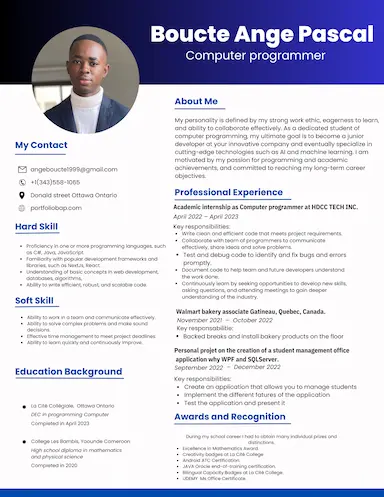 Boucte Ange Pascal
Computer programmer
My Contact
angebouctel999@gmail.com
+1(343)558-1055
Donald street Ottawa Ontario
portfoliobap.com
Hard Skill
Proficiency in one or more programming languages, such
as C#, Java, JavaScript.
Familiarity with popular development frameworks and
libraries, such as NestJs, React.
Understanding of basic concepts in web development,
databases, algorithms,
Ability to write efficient, robust, and scalable code.
Soft Skill
Ability to work in a team and communicate effectively.
Ability to solve complex problems and make sound
decisions.
Effective time management to meet project deadlines.
Ability to learn quickly and continuously improve.
Education Background
La Cité Collegiale, Ottawa Ontario
DEC in programming Computer
Completed in April 2023
College Les Bambis, Yaounde Cameroon
High school diploma in mathematics
and physical science
Completed in 2020
About Me
My personality is defined by my strong work ethic, eagerness to learn,
and ability to collaborate effectively. As a dedicated student of
computer programming, my ultimate goal is to become a junior
developer at your innovative company and eventually specialize in
cutting-edge technologies such as AI and machine learning. I am
motivated by my passion for programming and academic
achievements, and committed to reaching my long-term career
objectives.
Professional Experience
Academic internship as Computer programmer at HDCC TECH INC.
April 2022 – April 2023
Key responsibilities:
Write clean and efficient code that meets project requirements.
Collaborate with team of programmers to communicate
effectively, share ideas and solve problems.
Test and debug code to identify and fix bugs and errors
promptly.
Document code to help team and future developers understand
the work done.
Continuously learn by seeking opportunities to develop new skills,
asking questions, and attending meetings to gain deeper
understanding of the industry.
Walmart bakery associate Gatineau, Quebec, Canada.
November 2021 – October 2022
Key responsabilitie:
Backed breads and install bakery products on the floor
Personal projet on the creation of a student management office
application why WPF and SQLServer.
September 2022 – December 2022
Key responsibilities:
Create an application that allows you to manage students
Implement the different fatures of the application
Test the application and present it
Awards and Recognition
During my school career I had to obtain many individual prizes and
distinctions.
Excellence in Mathematics Award
Creativity badges at La Cité College
Android ATC Certification.
JAVA Oracle end-of-training certification.
Bilingual Capacity Badges at La Cité College.
UDEMY Ms Office Certificate.